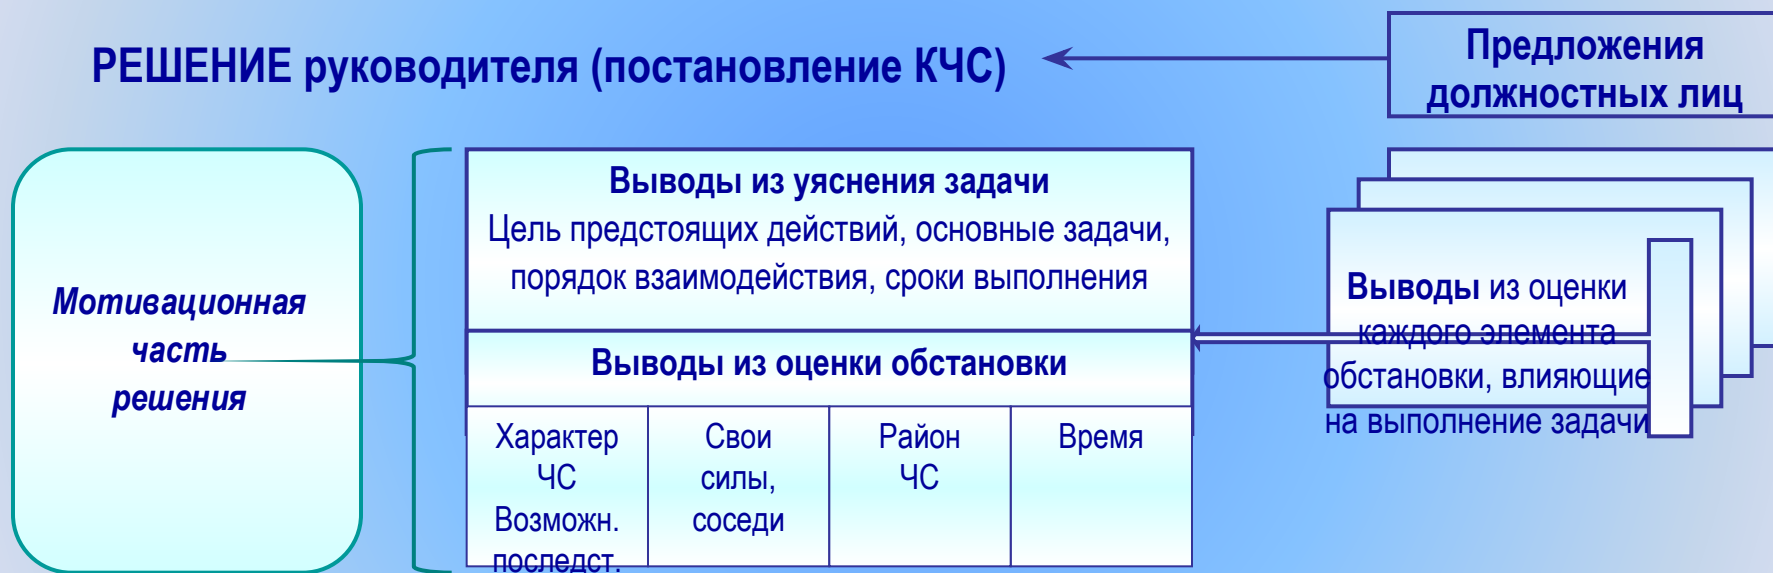 РЕШЕНИЕ руководителя (постановление КЧС)
Предложения
должностных лиц
Мотивационная
часть
решения
Выводы из уяснения задачи
Цель предстоящих действий, основные задачи,
порядок взаимодействия, сроки выполнения
Выводы из оценки обстановки
Характер
ЧС
Возможн.
последст.
Свои
силы,
соседи
Район
ЧС
Время
Выводы из оценки
каждого элемента
обстановки, влияющие
на выполнение задачи